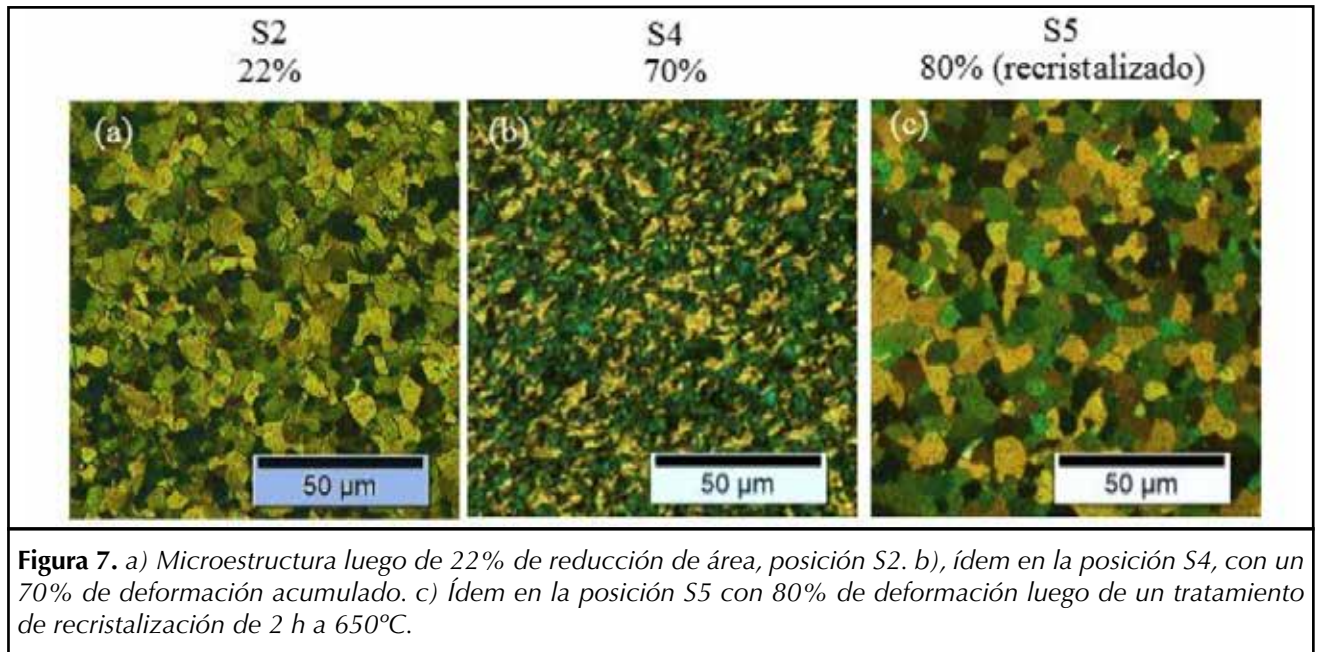 S2
22%
S4
70%
S5
80% (recristalizado)
(a)
(b)
(c)
50 µm
50 µm
50 µm
Figura 7. a) Microestructura luego de 22% de reducción de área, posición S2. b), ídem en la posición S4, con un
70% de deformación acumulado. c) Ídem en la posición S5 con 80% de deformación luego de un tratamiento
de recristalización de 2 h a 650ºC.